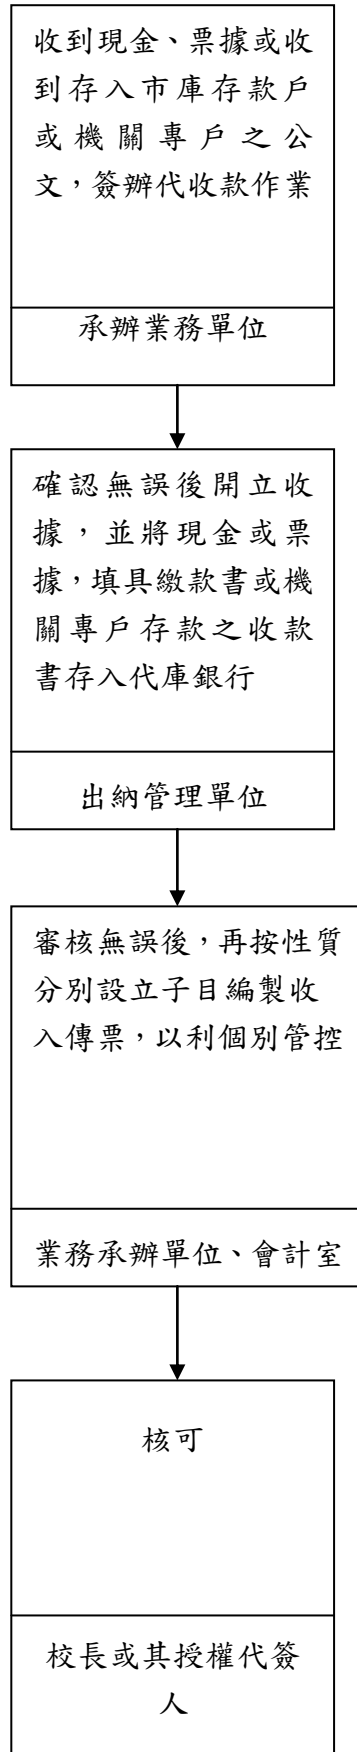 收到現金、票據或收
到存入市庫存款戶
或機關專戶之公
文，簽辦代收款作業
承辦業務單位
確認無誤後開立收
據，並將現金或票
據，填具繳款書或機
關專戶存款之收款
書存入代庫銀行
出納管理單位
審核無誤後，再按性質
分別設立子目編製收
入傳票，以利個別管控
業務承辦單位、會計室
核可
校長或其授權代簽
人